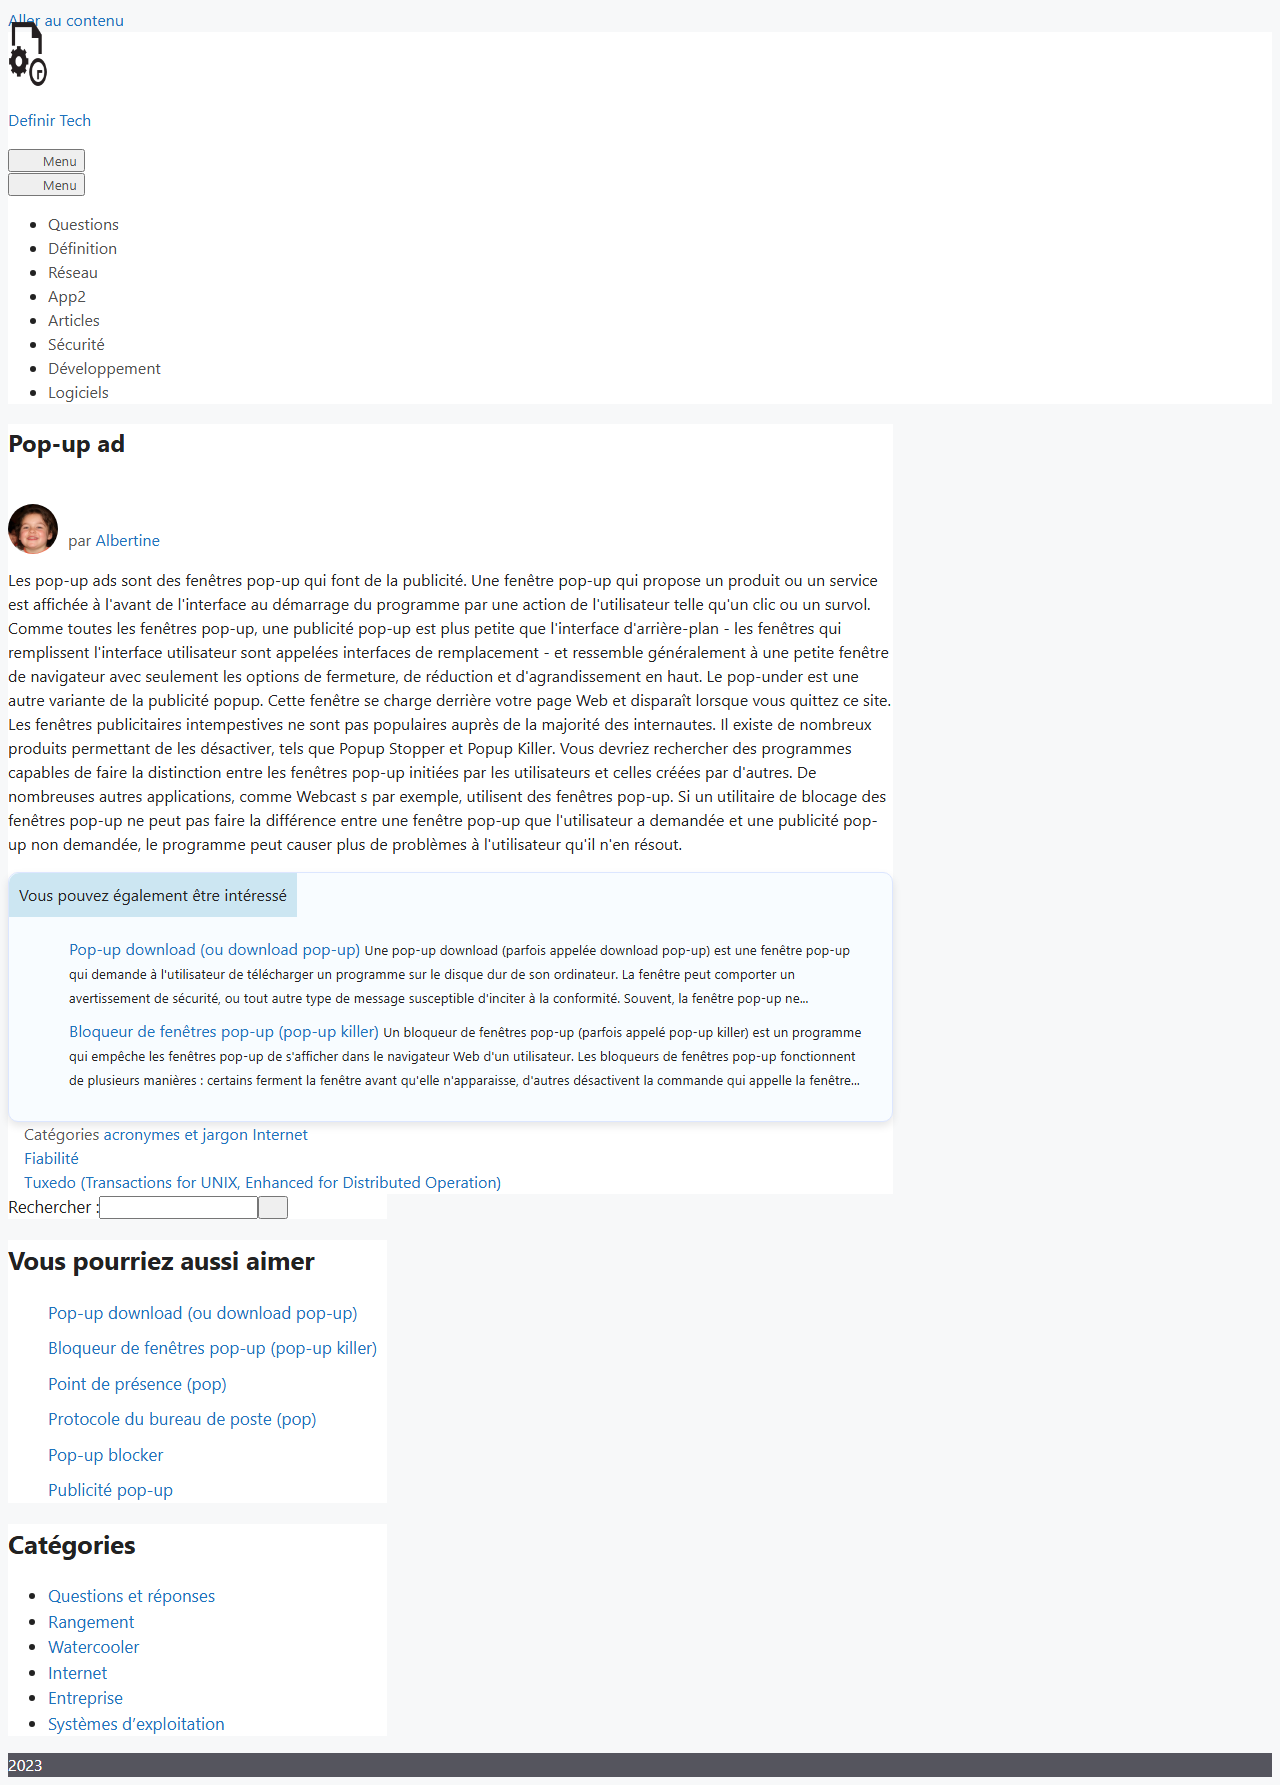 Aller au contenu
Definir Tech
Menu
Menu
Questions
Définition
Réseau
App2
Articles
Sécurité
Développement
Logiciels
Pop-up ad
par Albertine
Les pop-up ads sont des fenêtres pop-up qui font de la publicité. Une fenêtre pop-up qui propose un produit ou un service
est affichée à l'avant de l'interface au démarrage du programme par une action de l'utilisateur telle qu'un clic ou un survol.
Comme toutes les fenêtres pop-up, une publicité pop-up est plus petite que l'interface d'arrière-plan - les fenêtres qui
remplissent l'interface utilisateur sont appelées interfaces de remplacement - et ressemble généralement à une petite fenêtre
de navigateur avec seulement les options de fermeture, de réduction et d'agrandissement en haut. Le pop-under est une
autre variante de la publicité popup. Cette fenêtre se charge derrière votre page Web et disparaît lorsque vous quittez ce site.
Les fenêtres publicitaires intempestives ne sont pas populaires auprès de la majorité des internautes. Il existe de nombreux
produits permettant de les désactiver, tels que Popup Stopper et Popup Killer. Vous devriez rechercher des programmes
capables de faire la distinction entre les fenêtres pop-up initiées par les utilisateurs et celles créées par d'autres. De
nombreuses autres applications, comme Webcast s par exemple, utilisent des fenêtres pop-up. Si un utilitaire de blocage des
fenêtres pop-up ne peut pas faire la différence entre une fenêtre pop-up que l'utilisateur a demandée et une publicité pop-
up non demandée, le programme peut causer plus de problèmes à l'utilisateur qu'il n'en résout.
Vous pouvez également être intéressé
Pop-up download (ou download pop-up) Une pop-up download (parfois appelée download pop-up) est une fenêtre pop-up
qui demande à l'utilisateur de télécharger un programme sur le disque dur de son ordinateur. La fenêtre peut comporter un
avertissement de sécurité, ou tout autre type de message susceptible d'inciter à la conformité. Souvent, la fenêtre pop-up ne...
Bloqueur de fenêtres pop-up (pop-up killer) Un bloqueur de fenêtres pop-up (parfois appelé pop-up killer) est un programme
qui empêche les fenêtres pop-up de s'afficher dans le navigateur Web d'un utilisateur. Les bloqueurs de fenêtres pop-up fonctionnent
de plusieurs manières : certains ferment la fenêtre avant qu'elle n'apparaisse, d'autres désactivent la commande qui appelle la fenêtre...
Catégories acronymes et jargon Internet
Fiabilité
Tuxedo (Transactions for UNIX, Enhanced for Distributed Operation)
Rechercher :
Vous pourriez aussi aimer
Pop-up download (ou download pop-up)
Bloqueur de fenêtres pop-up (pop-up killer)
Point de présence (pop)
Protocole du bureau de poste (pop)
Pop-up blocker
Publicité pop-up
Catégories
Questions et réponses
Rangement
Watercooler
Internet
Entreprise
Systèmes d’exploitation
2023